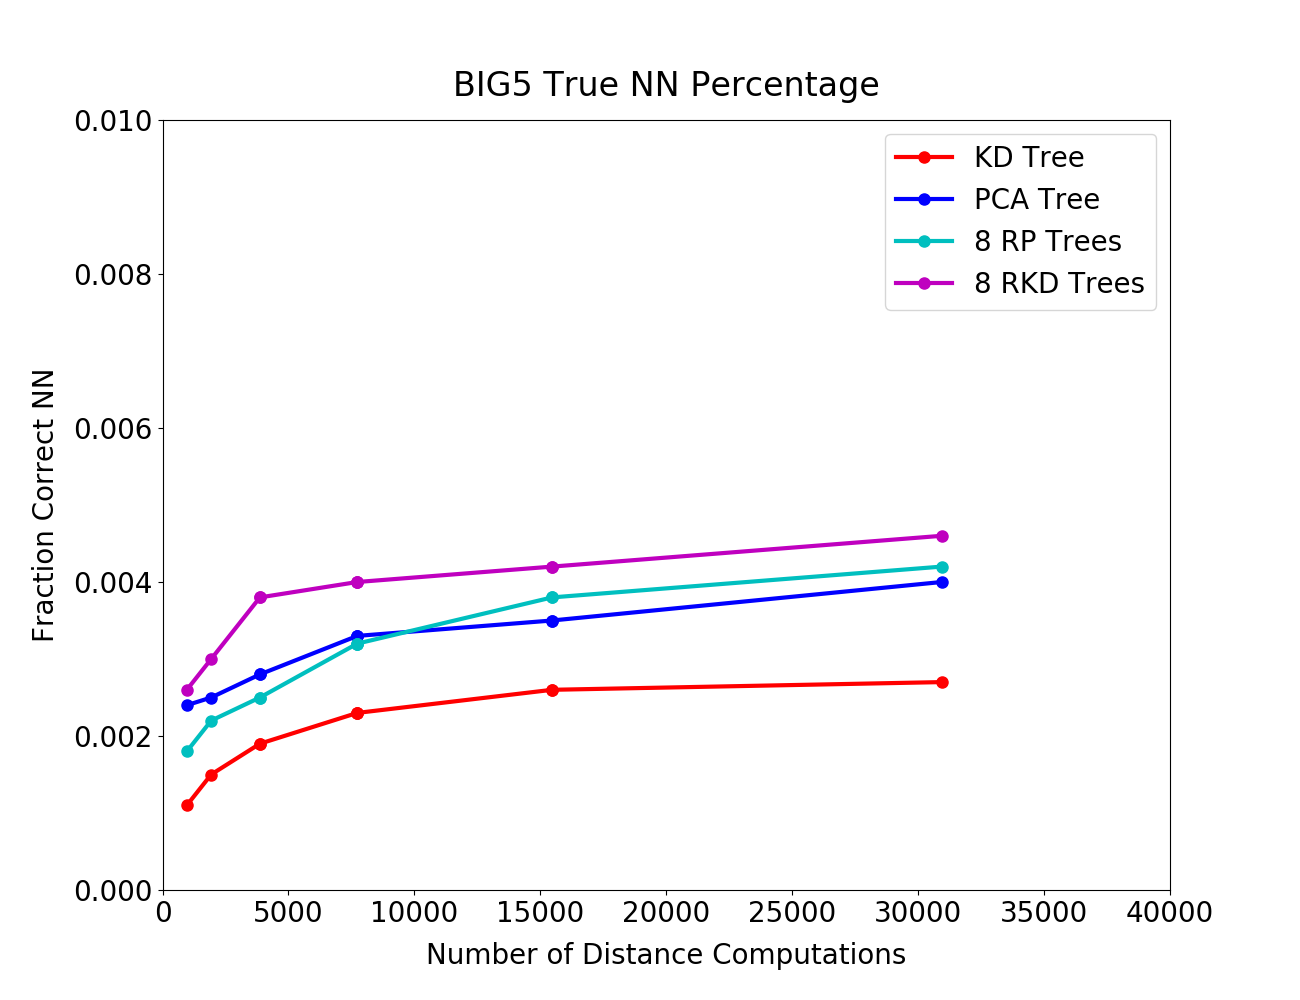 BIG5 True NN Percentage
0.010
0.008
0.006
0.004
0.002
0.000
Fraction Correct NN
KD Tree
PCA Tree
8 RP Trees
8 RKD Trees
0 5000 10000 15000 20000 25000 30000 35000 40000
Number of Distance Computations